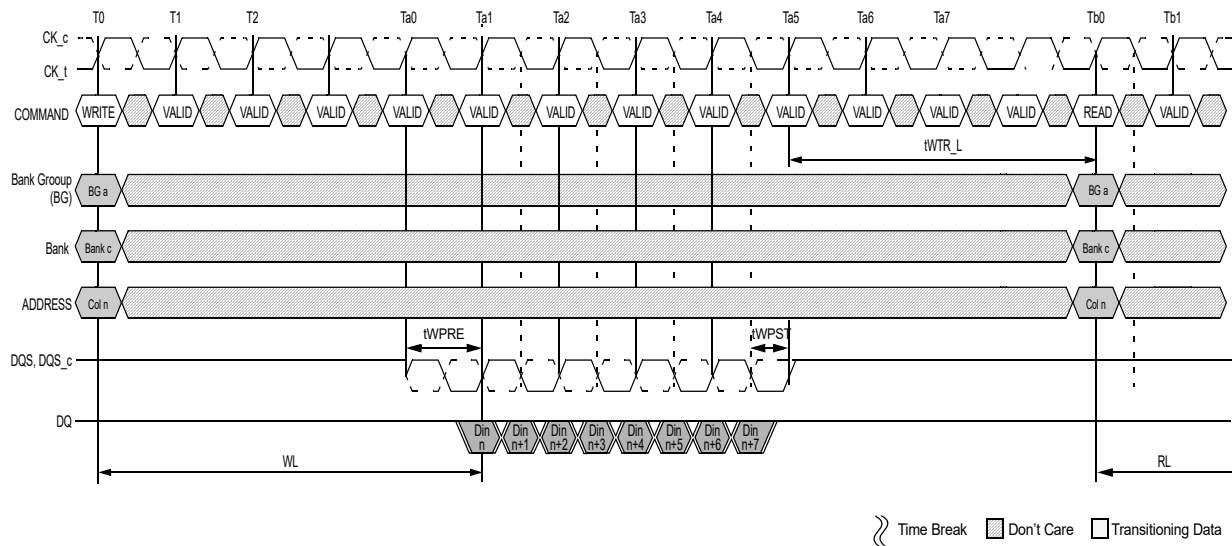 T0 T1 T2 Ta0 Ta1 Ta2 Ta3 Ta4 Ta5 Ta6 Ta7 Tb0 Tb1
CK_c
CK_t
COMMAND WRITE VALID VALID VALID VALID VALID VALID VALID VALID VALID VALID VALID VALID READ VALID
tWTR_L
Bank Grooup
(BG)
BG a BG a
Bank Bank c Bank c
ADDRESS Col n Col n
tWPRE tWPST
DQS, DQS_c
DQ
Din Din Din Din Din Din Din Din
n n+1 n+2 n+3 n+4 n+5 n+6 n+7
WL RL
Time Break Don't Care Transitioning Data